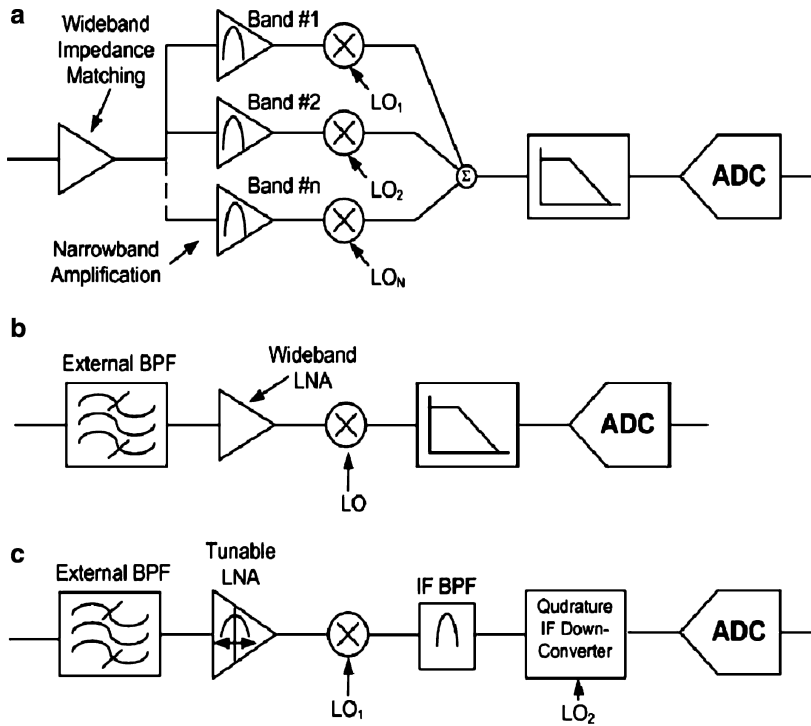 a
Wideband
Impedance
Matching
Band #1
LO1
Band #2
LO2
Band #n
LON
Narrowband
Amplification
Σ
ADC
b
External BPF
Wideband
LNA
LO
ADC
c
External BPF
Tunable
LNA
LO1
IF BPF
Qudrature
IF Down-
Converter
LO2
ADC